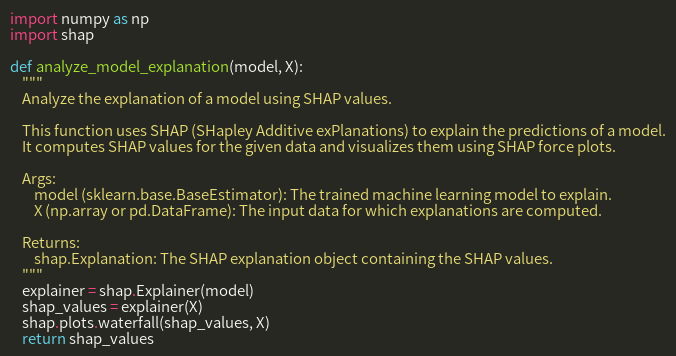 import numpy as np
import shap

def analyze_model_explanation(model, X):
    """
    Analyze the explanation of a model using SHAP values.

    This function uses SHAP (SHapley Additive exPlanations) to explain the predictions of a model.
    It computes SHAP values for the given data and visualizes them using SHAP force plots.

    Args:
        model (sklearn.base.BaseEstimator): The trained machine learning model to explain.
        X (np.array or pd.DataFrame): The input data for which explanations are computed.

    Returns:
        shap.Explanation: The SHAP explanation object containing the SHAP values.
    """
    explainer = shap.Explainer(model)
    shap_values = explainer(X)
    shap.plots.waterfall(shap_values, X)
    return shap_values